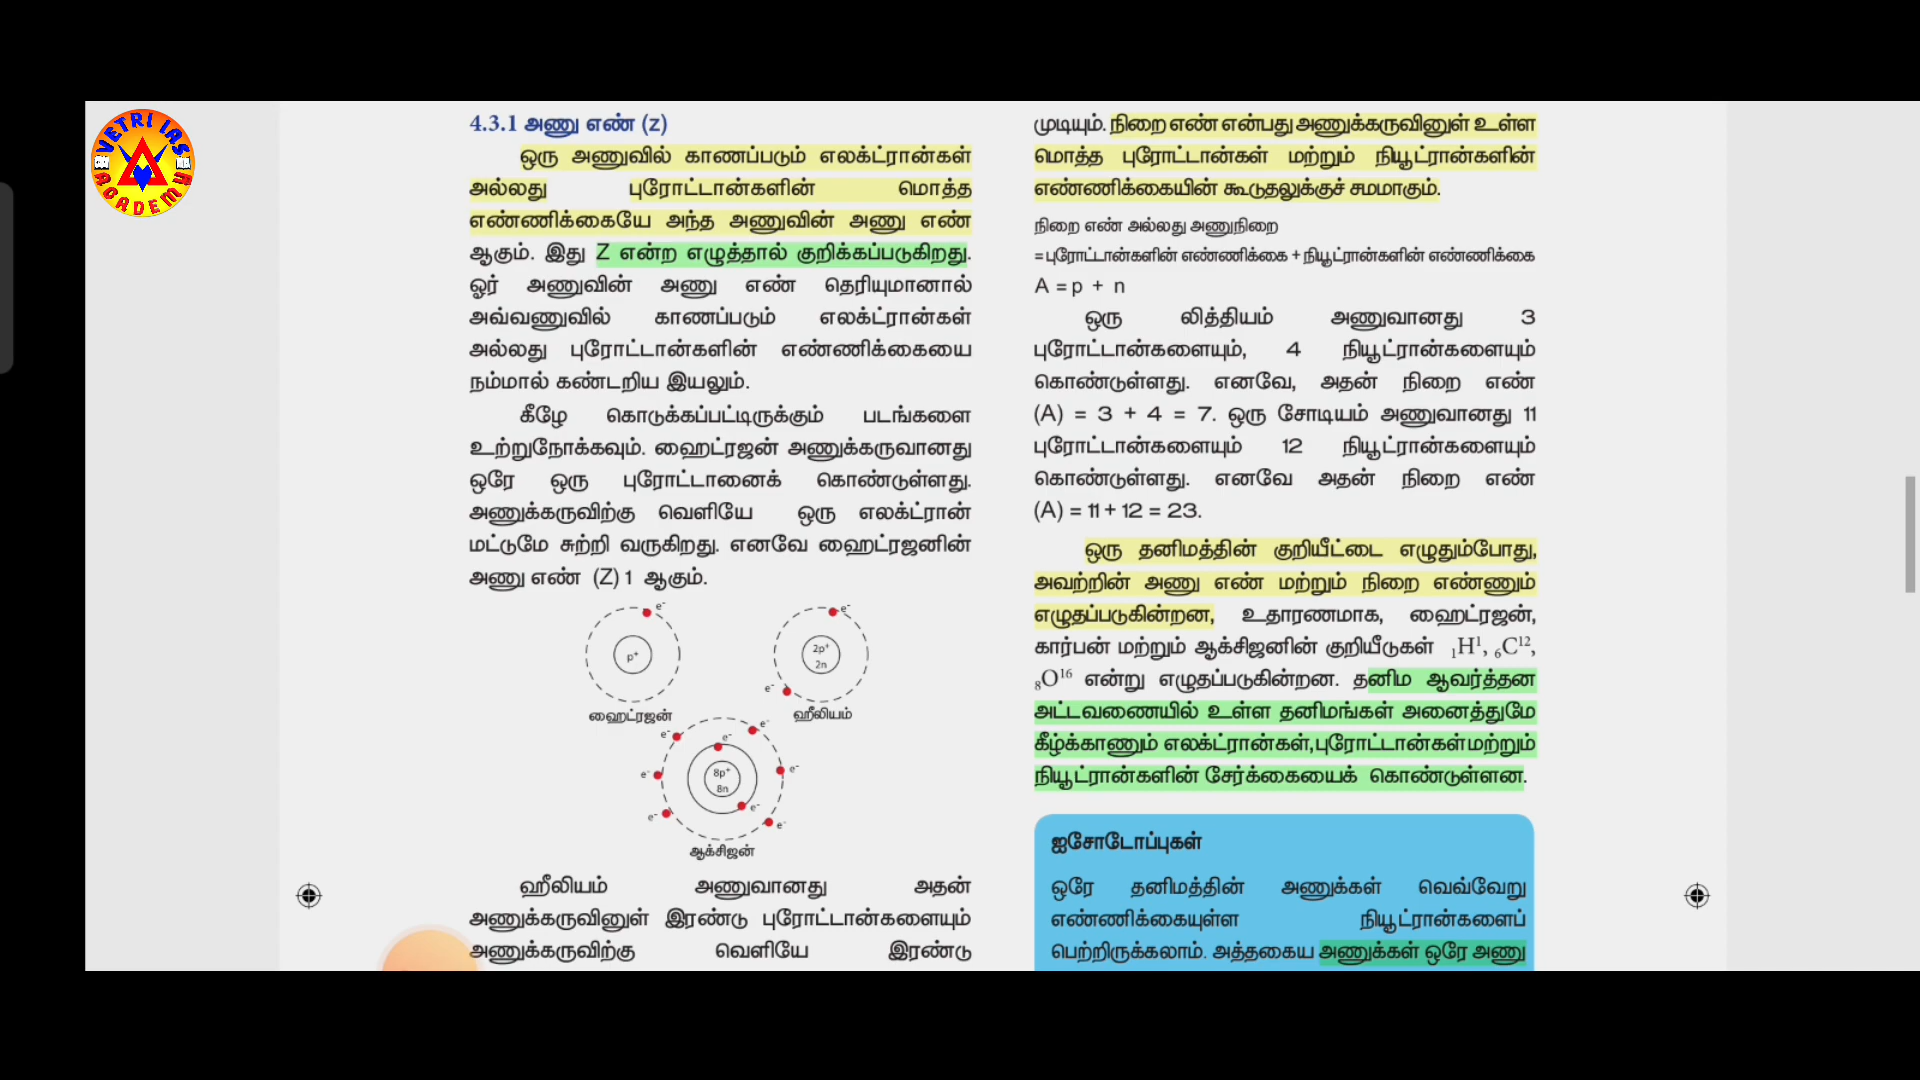 VETRI IAS
ACADEMY
4.3.1 அணு எண் (z)
ஒரு அணுவில் காணப்படும் எலக்ட்ரான்கள்
அல்லது புரோட்டான்களின் மொத்த
எண்ணிக்கையே அந்த அணுவின் அணு எண்
ஆகும். இது Z என்ற எழுத்தால் குறிக்கப்படுகிறது.
ஓர் அணுவின் அணு எண் தெரியுமானால்
அவ்வணுவில் காணப்படும் எலக்ட்ரான்கள்
அல்லது புரோட்டான்களின் எண்ணிக்கையை
நம்மால் கண்டறிய இயலும்.
கீழே கொடுக்கப்பட்டிருக்கும் படங்களை
உற்றுநோக்கவும். ஹைட்ரஜன் அணுக்கருவானது
ஒரே ஒரு புரோட்டானைக் கொண்டுள்ளது.
அணுக்கருவிற்கு வெளியே ஒரு எலக்ட்ரான்
மட்டுமே சுற்றி வருகிறது. எனவே ஹைட்ரஜனின்
அணு எண் (Z) 1 ஆகும்.
e⁻
p⁺
ஹைட்ரஜன்
e⁻
2p⁺
2n
e⁻
ஹீலியம்
e⁻
e⁻
e⁻
e⁻
e⁻
8p⁺
8n
e⁻
e⁻
e⁻
ஆக்சிஜன்
ஹீலியம் அணுவானது அதன்
அணுக்கருவினுள் இரண்டு புரோட்டான்களையும்
அணுக்கருவிற்கு வெளியே இரண்டு
முடியும். நிறை எண் என்பது அணுக்கருவினுள் உள்ள
மொத்த புரோட்டான்கள் மற்றும் நியூட்ரான்களின்
எண்ணிக்கையின் கூடுதலுக்குச் சமமாகும்.
நிறை எண் அல்லது அணுநிறை
= புரோட்டான்களின் எண்ணிக்கை + நியூட்ரான்களின் எண்ணிக்கை
A = p + n
ஒரு லித்தியம் அணுவானது 3
புரோட்டான்களையும், 4 நியூட்ரான்களையும்
கொண்டுள்ளது. எனவே, அதன் நிறை எண்
(A) = 3 + 4 = 7. ஒரு சோடியம் அணுவானது 11
புரோட்டான்களையும் 12 நியூட்ரான்களையும்
கொண்டுள்ளது. எனவே அதன் நிறை எண்
(A) = 11 + 12 = 23.
ஒரு தனிமத்தின் குறியீட்டை எழுதும்போது,
அவற்றின் அணு எண் மற்றும் நிறை எண்ணும்
எழுதப்படுகின்றன, உதாரணமாக, ஹைட்ரஜன்,
கார்பன் மற்றும் ஆக்சிஜனின் குறியீடுகள் ₁H¹, ₆C¹²,
₈O¹⁶ என்று எழுதப்படுகின்றன. தனிம ஆவர்த்தன
அட்டவணையில் உள்ள தனிமங்கள் அனைத்துமே
கீழ்க்காணும் எலக்ட்ரான்கள், புரோட்டான்கள் மற்றும்
நியூட்ரான்களின் சேர்க்கையைக் கொண்டுள்ளன.
ஐசோடோப்புகள்
ஒரே தனிமத்தின் அணுக்கள் வெவ்வேறு
எண்ணிக்கையுள்ள நியூட்ரான்களைப்
பெற்றிருக்கலாம். அத்தகைய அணுக்கள் ஒரே அணு